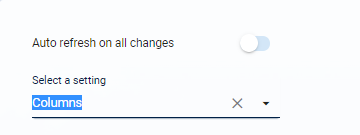 Auto refresh on all changes
Select a setting
Columns